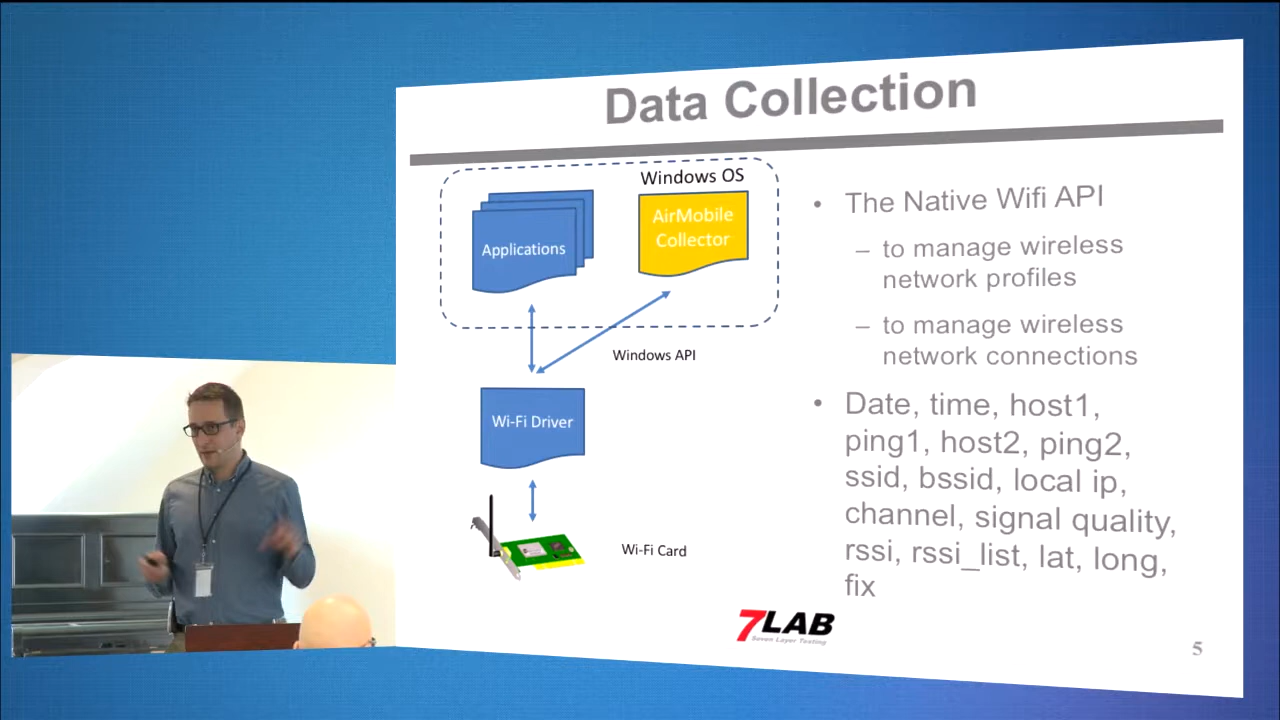 Data Collection
Windows OS
Applications
AirMobile
Collector
Windows API
Wi-Fi Driver
Wi-Fi Card
• The Native Wifi API
– to manage wireless
network profiles
– to manage wireless
network connections
• Date, time, host1,
ping1, host2, ping2,
ssid, bssid, local ip,
channel, signal quality,
rssi, rssi_list, lat, long,
fix
7LAB
Seven Layer Testing
5